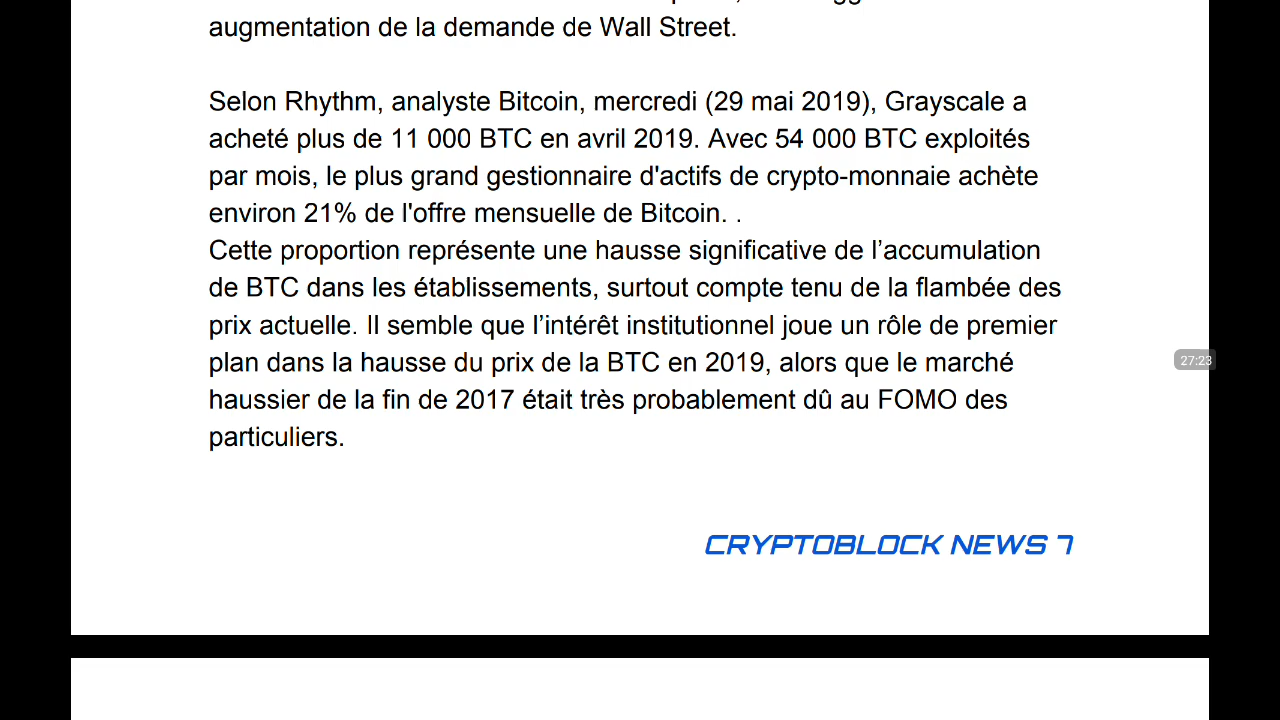 augmentation de la demande de Wall Street.
Selon Rhythm, analyste Bitcoin, mercredi (29 mai 2019), Grayscale a
acheté plus de 11 000 BTC en avril 2019. Avec 54 000 BTC exploités
par mois, le plus grand gestionnaire d'actifs de crypto-monnaie achète
environ 21% de l'offre mensuelle de Bitcoin. .
Cette proportion représente une hausse significative de l’accumulation
de BTC dans les établissements, surtout compte tenu de la flambée des
prix actuelle. Il semble que l’intérêt institutionnel joue un rôle de premier
plan dans la hausse du prix de la BTC en 2019, alors que le marché
haussier de la fin de 2017 était très probablement dû au FOMO des
particuliers.
27:23
CRYPTOBLOCK NEWS 7